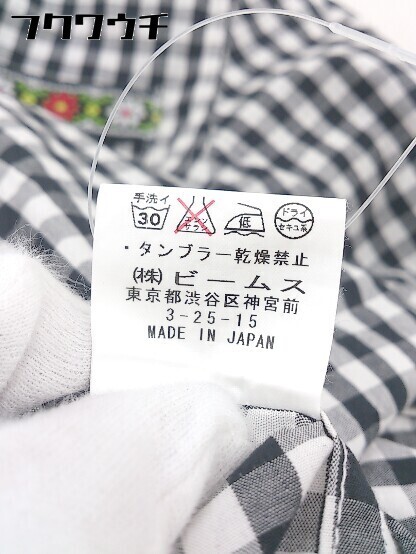 フクワウチ
手洗イ
30
エンソ
サラシ
低
ドライ
セキユ系
・タンブラー乾燥禁止
(株)ビームス
東京都渋谷区神宮前
3-25-15
MADE IN JAPAN